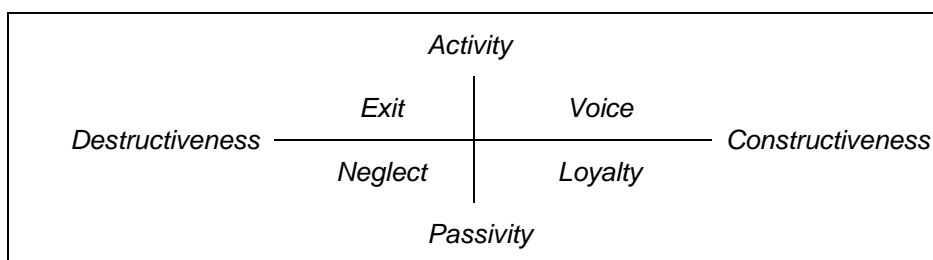 Activity
Exit Voice
Destructiveness Constructiveness
Neglect Loyalty
Passivity